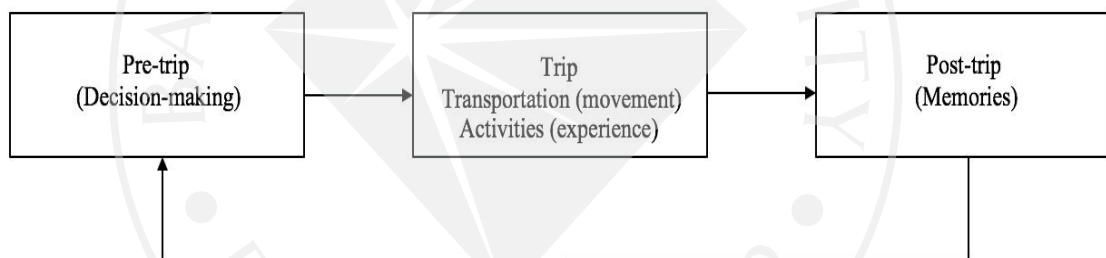 Pre-trip
(Decision-making)
Trip
Transportation (movement)
Activities (experience)
Post-trip
(Memories)